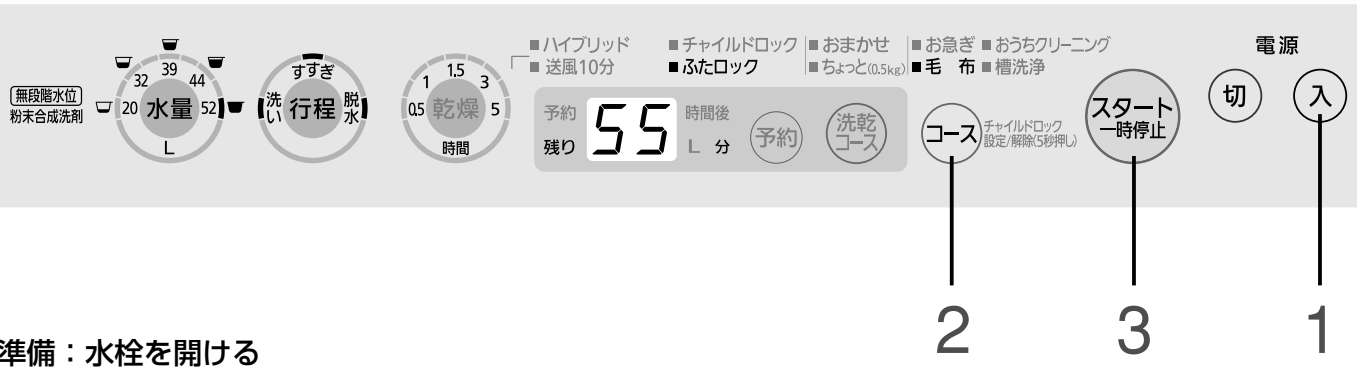 ■ハイブリッド ■チャイルドロック ■おまかせ ■お急ぎ ■おうちクリーニング
■送風10分 ■ふたロック ■ちょっと(0.5kg) ■毛 布 ■槽洗浄
電源
無段階水位
粉末合成洗剤
20 32 39 44 52
水量
L
洗い すすぎ 脱水
行程
0.5 1 1.5 3 5
乾燥
時間
予約 時間後
残り 55 L 分
予約
洗乾
コース
コース
チャイルドロック
設定/解除(5秒押し)
スタート
一時停止
切
入
2
3
1
準備:水栓を開ける